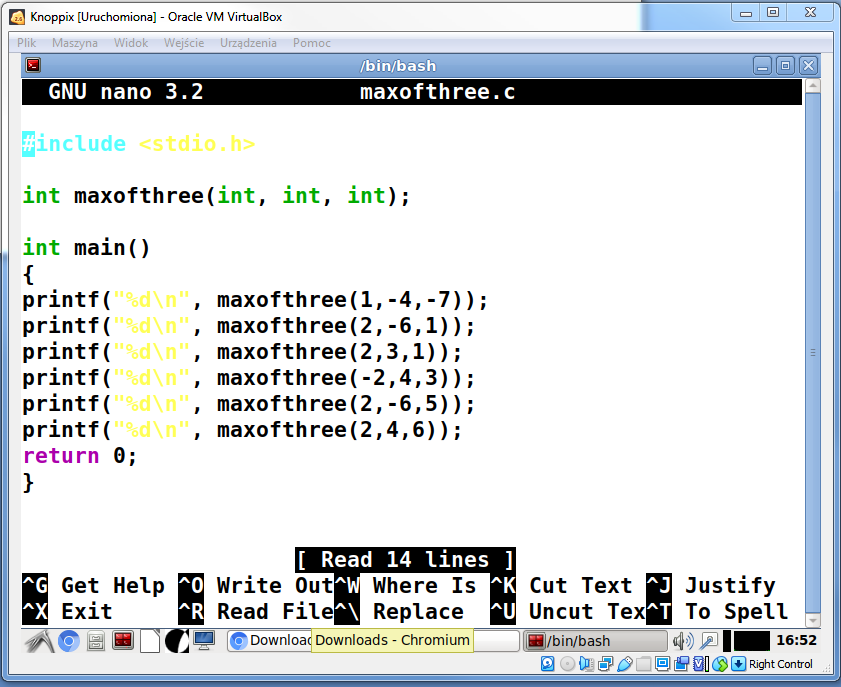 Knoppix [Uruchomiona] - Oracle VM VirtualBox
Plik Maszyna Widok Wejście Urządzenia Pomoc
/bin/bash
GNU nano 3.2 maxofthree.c
#include <stdio.h>
int maxofthree(int, int, int);
int main()
{
printf("%d\n", maxofthree(1,-4,-7));
printf("%d\n", maxofthree(2,-6,1));
printf("%d\n", maxofthree(2,3,1));
printf("%d\n", maxofthree(-2,4,3));
printf("%d\n", maxofthree(2,-6,5));
printf("%d\n", maxofthree(2,4,6));
return 0;
}
[ Read 14 lines ]
^G Get Help ^O Write Out^W Where Is ^K Cut Text ^J Justify
^X Exit ^R Read File^\ Replace ^U Uncut Tex^T To Spell
Downloac Downloads - Chromium /bin/bash 16:52
Right Control